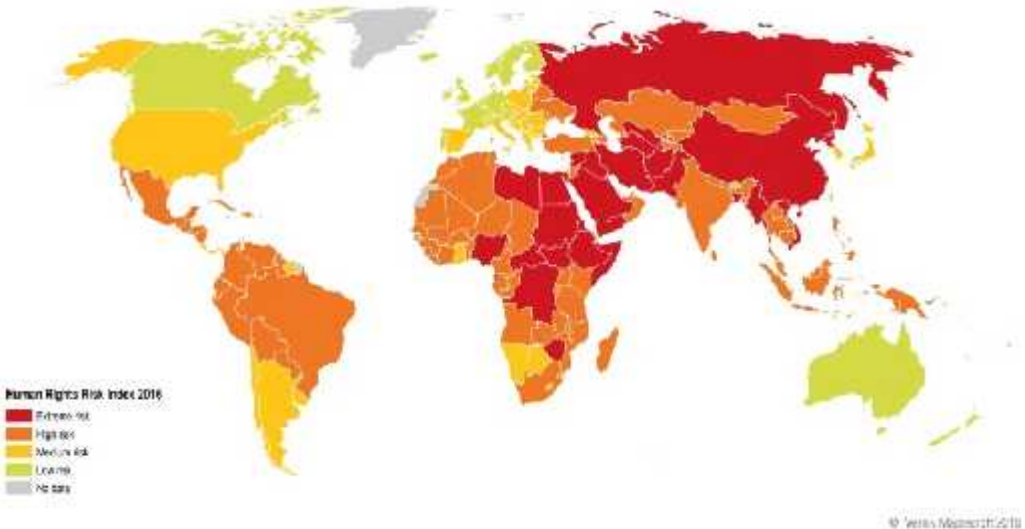 Human Rights Risk Index 2016
Extreme risk
High risk
Medium risk
Low risk
No data
© Verisk Maplecroft 2016